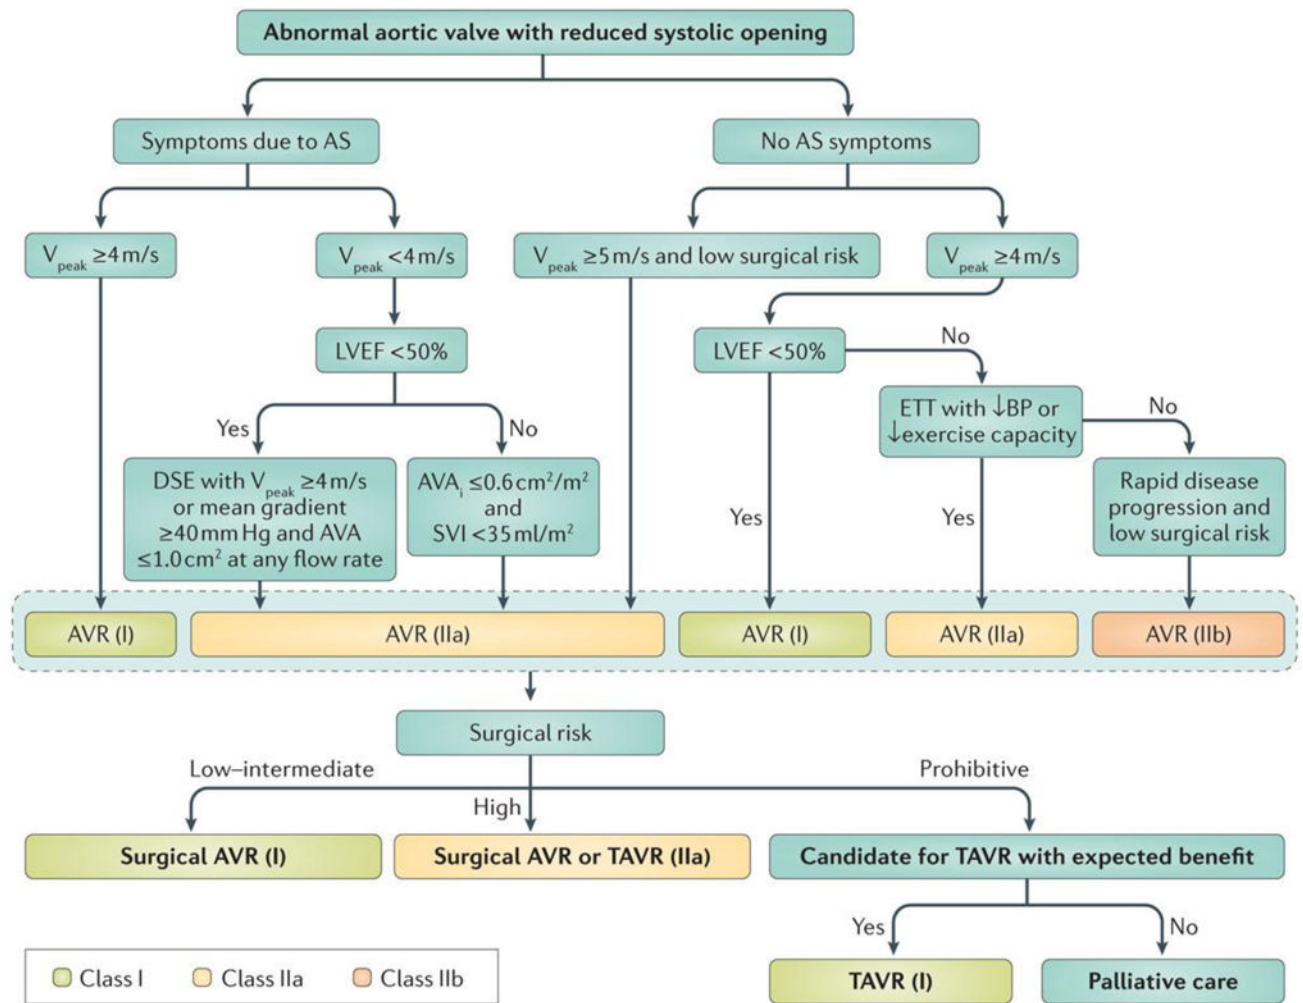 Abnormal aortic valve with reduced systolic opening
Symptoms due to AS
No AS symptoms
Vpeak ≥4 m/s
Vpeak <4 m/s
Vpeak ≥5 m/s and low surgical risk
Vpeak ≥4 m/s
LVEF <50%
LVEF <50%
No
Yes
No
ETT with ↓BP or
↓exercise capacity
No
DSE with Vpeak ≥4 m/s
or mean gradient
≥40 mm Hg and AVA
≤1.0 cm² at any flow rate
AVAi ≤0.6 cm²/m²
and
SVI <35 ml/m²
Yes
Yes
Rapid disease
progression and
low surgical risk
AVR (I)
AVR (IIa)
AVR (I)
AVR (IIa)
AVR (IIb)
Surgical risk
Low–intermediate
High
Prohibitive
Surgical AVR (I)
Surgical AVR or TAVR (IIa)
Candidate for TAVR with expected benefit
Yes
No
TAVR (I)
Palliative care
Class I
Class IIa
Class IIb